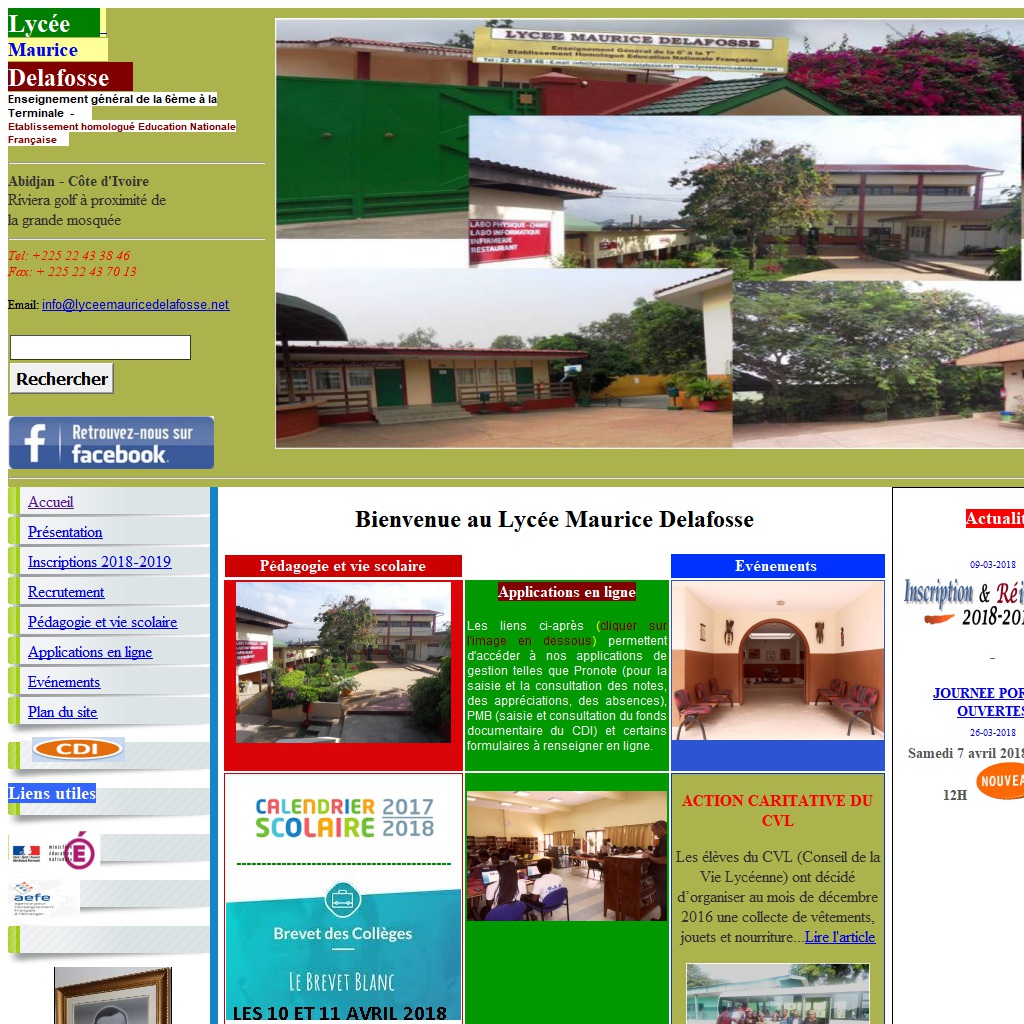 Lycée
Maurice
Delafosse
Enseignement général de la 6ème à la
Terminale -
Etablissement homologué Education Nationale
Française
Abidjan - Côte d'Ivoire
Riviera golf à proximité de
la grande mosquée
Tel: +225 22 43 38 46
Fax: + 225 22 43 70 13
Email: info@lyceemauricedelafosse.net
Rechercher
Retrouvez-nous sur
facebook.
LYCEE MAURICE DELAFOSSE
Enseignement Général de la 6e à la Tle
Etablissement Homologué Education Nationale Française
LABO PHYSIQUE - CHIMIE
LABO INFORMATIQUE
INFIRMERIE
RESTAURANT
Accueil
Présentation
Inscriptions 2018-2019
Recrutement
Pédagogie et vie scolaire
Applications en ligne
Evénements
Plan du site
CDI
Liens utiles
aefe
Bienvenue au Lycée Maurice Delafosse
Pédagogie et vie scolaire
Applications en ligne
Les liens ci-après (cliquer sur
l'image en dessous) permettent
d'accéder à nos applications de
gestion telles que Pronote (pour la
saisie et la consultation des notes,
des appréciations, des absences),
PMB (saisie et consultation du fonds
documentaire du CDI) et certains
formulaires à renseigner en ligne.
Evénements
CALENDRIER 2017
SCOLAIRE 2018
Brevet des Collèges
LE BREVET BLANC
LES 10 ET 11 AVRIL 2018
ACTION CARITATIVE DU
CVL
Les élèves du CVL (Conseil de la
Vie Lycéenne) ont décidé
d’organiser au mois de décembre
2016 une collecte de vêtements,
jouets et nourriture...Lire l'article
Actualit
09-03-2018
Inscription & Ré
2018-201
-
JOURNEE POR
OUVERTES
26-03-2018
Samedi 7 avril 2018
12H
NOUVEA